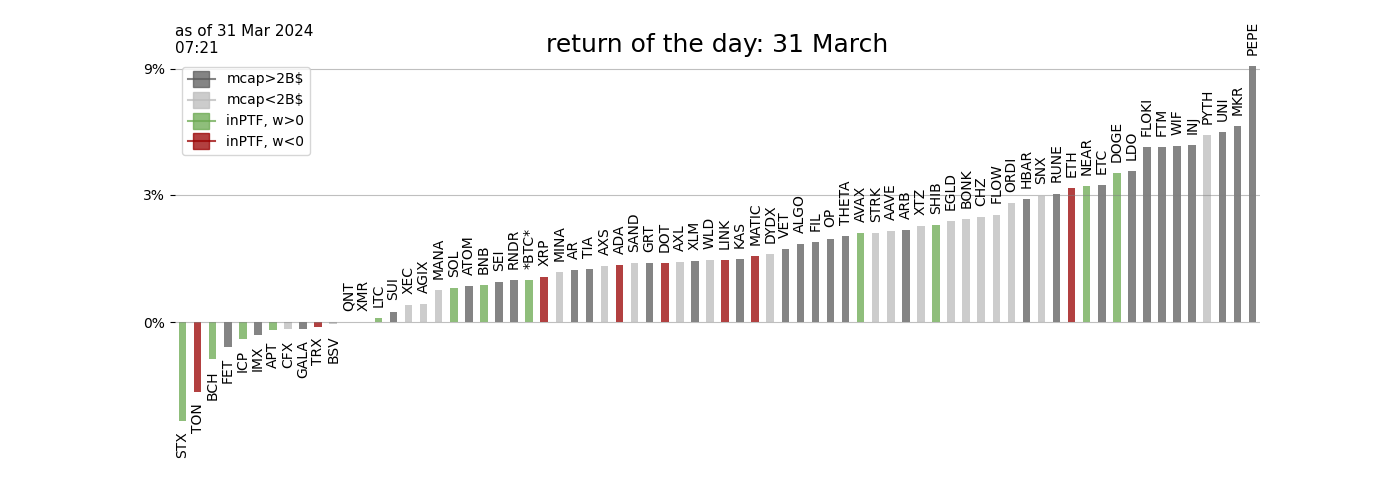 as of 31 Mar 2024
07:21
return of the day: 31 March
9%
3%
0%
mcap>2B$
mcap<2B$
inPTF, w>0
inPTF, w<0
STX
TON
BCH
FET
ICP
IMX
APT
CFX
GALA
TRX
BSV
QNT
XMR
LTC
SUI
XEC
AGIX
MANA
SOL
ATOM
BNB
SEI
RNDR
*BTC*
XRP
MINA
AR
TIA
AXS
ADA
SAND
GRT
DOT
AXL
XLM
WLD
LINK
KAS
MATIC
DYDX
VET
ALGO
FIL
OP
THETA
AVAX
STRK
AAVE
ARB
XTZ
SHIB
EGLD
BONK
CHZ
FLOW
ORDI
HBAR
SNX
RUNE
ETH
NEAR
ETC
DOGE
LDO
FLOKI
FTM
WIF
INJ
PYTH
UNI
MKR
PEPE